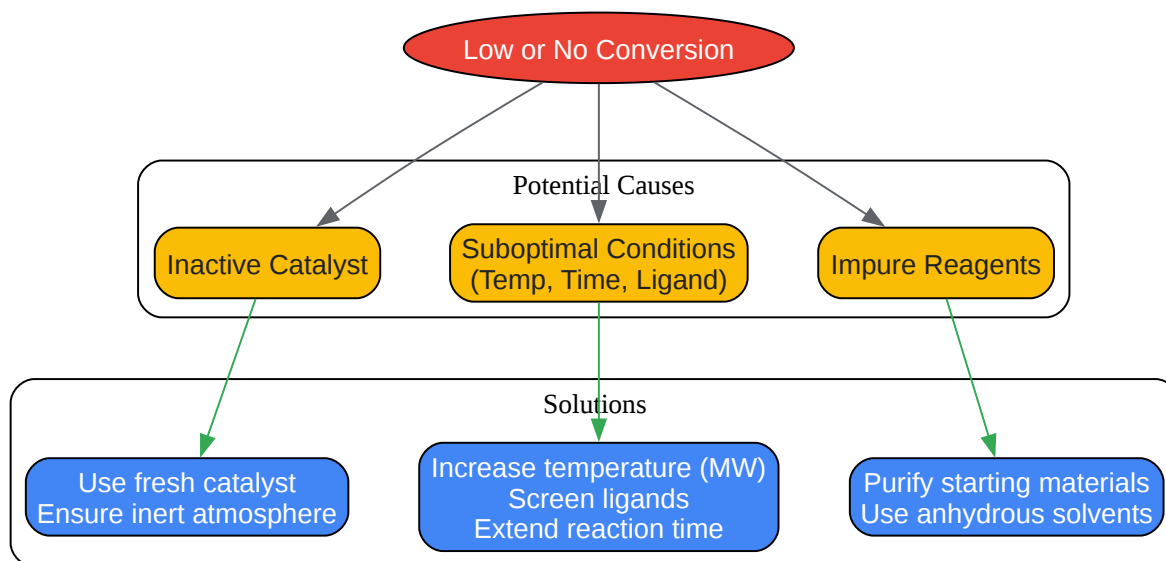 Low or No Conversion
Potential Causes
Inactive Catalyst
Suboptimal Conditions
(Temp, Time, Ligand)
Impure Reagents
Solutions
Use fresh catalyst
Ensure inert atmosphere
Increase temperature (MW)
Screen ligands
Extend reaction time
Purify starting materials
Use anhydrous solvents